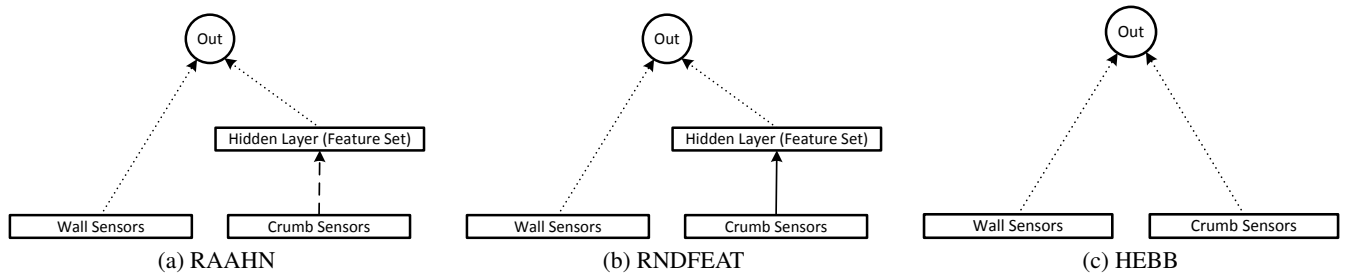 Out
Hidden Layer (Feature Set)
Wall Sensors
Crumb Sensors
(a) RAAHN
Out
Hidden Layer (Feature Set)
Wall Sensors
Crumb Sensors
(b) RNDFEAT
Out
Wall Sensors
Crumb Sensors
(c) HEBB